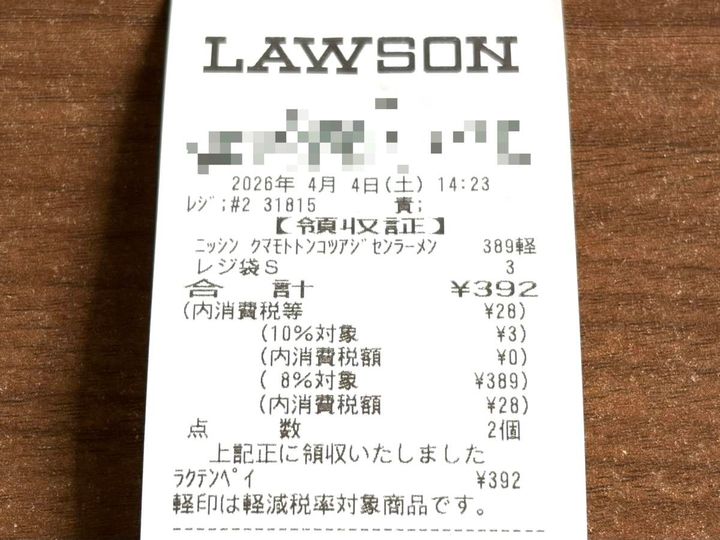 LAWSON
2026年 4月 4日(土) 14:23
ﾚｼﾞ;#2 31815 責;
【領収証】
ﾆｯｼﾝ ｸﾏﾓﾄﾄﾝｺﾂｱｼﾞｾﾝﾗｰﾒﾝ 389軽
レジ袋S 3
合 計 ¥392
(内消費税等 ¥28)
(10%対象 ¥3)
(内消費税額 ¥0)
( 8%対象 ¥389)
(内消費税額 ¥28)
点 数 2個
上記正に領収いたしました
ﾗｸﾃﾝﾍﾟｲ ¥392
軽印は軽減税率対象商品です。